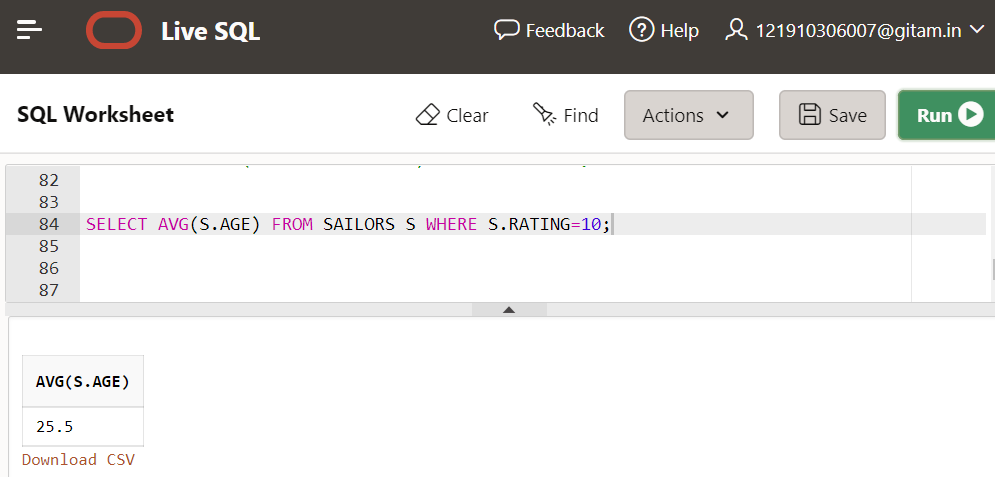 Live SQL Feedback Help 121910306007@gitam.in
SQL Worksheet Clear Find Actions Save Run
82
83
84 SELECT AVG(S.AGE) FROM SAILORS S WHERE S.RATING=10;
85
86
87
AVG(S.AGE)
25.5
Download CSV